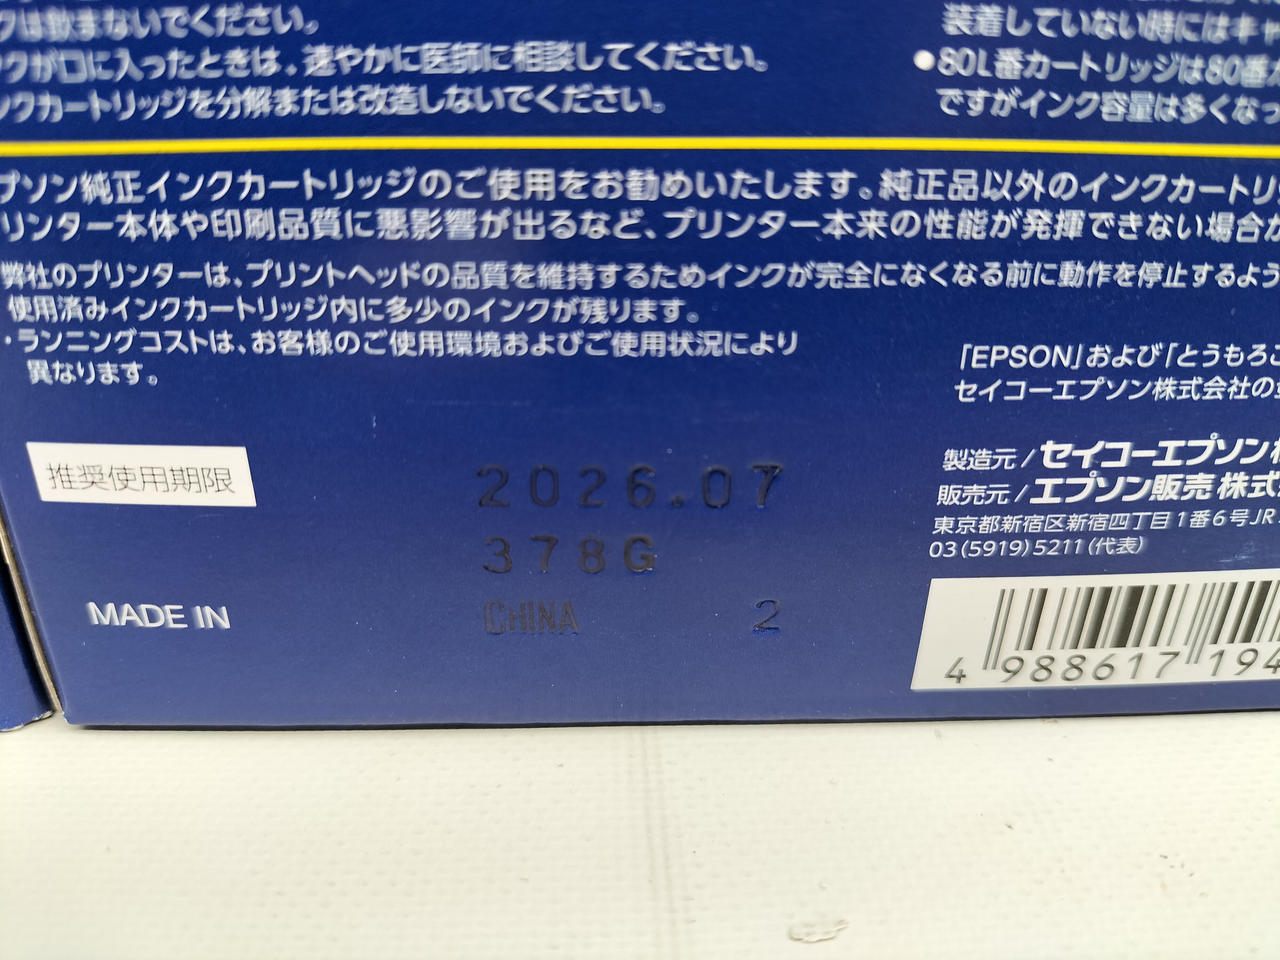 クは飲まないでください。
クが口に入ったときは、速やかに医師に相談してください。
ンクカートリッジを分解または改造しないでください。
装着していない時にはキャ
●80L番カートリッジは80番カ
ですがインク容量は多くなっ
プソン純正インクカートリッジのご使用をお勧めいたします。純正品以外のインクカートリ
リンター本体や印刷品質に悪影響が出るなど、プリンター本来の性能が発揮できない場合が
弊社のプリンターは、プリントヘッドの品質を維持するためインクが完全になくなる前に動作を停止するよう
使用済みインクカートリッジ内に多少のインクが残ります。
・ランニングコストは、お客様のご使用環境およびご使用状況により
異なります。
「EPSON」および「とうもろこ
セイコーエプソン株式会社の
推奨使用期限
2026.07
378G
MADE IN
CHINA 2
製造元/セイコーエプソン株
販売元/エプソン販売 株式
東京都新宿区新宿四丁目1番6号JR
03(5919)5211(代表)
4 988617 194